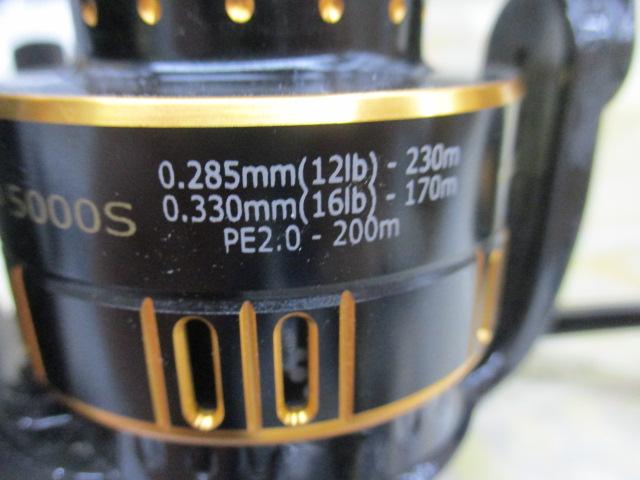 5000S
0.285mm(12lb) - 230m
0.330mm(16lb) - 170m
PE2.0 - 200m